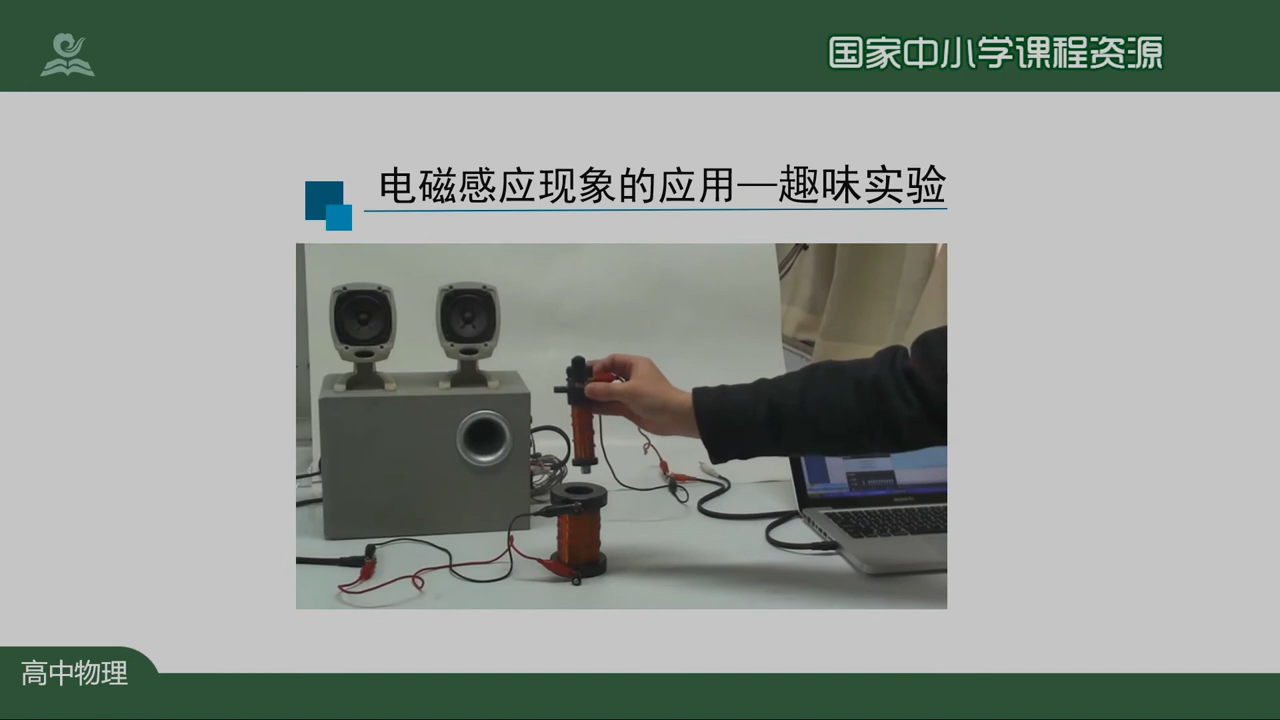 国家中小学课程资源
电磁感应现象的应用—趣味实验
高中物理